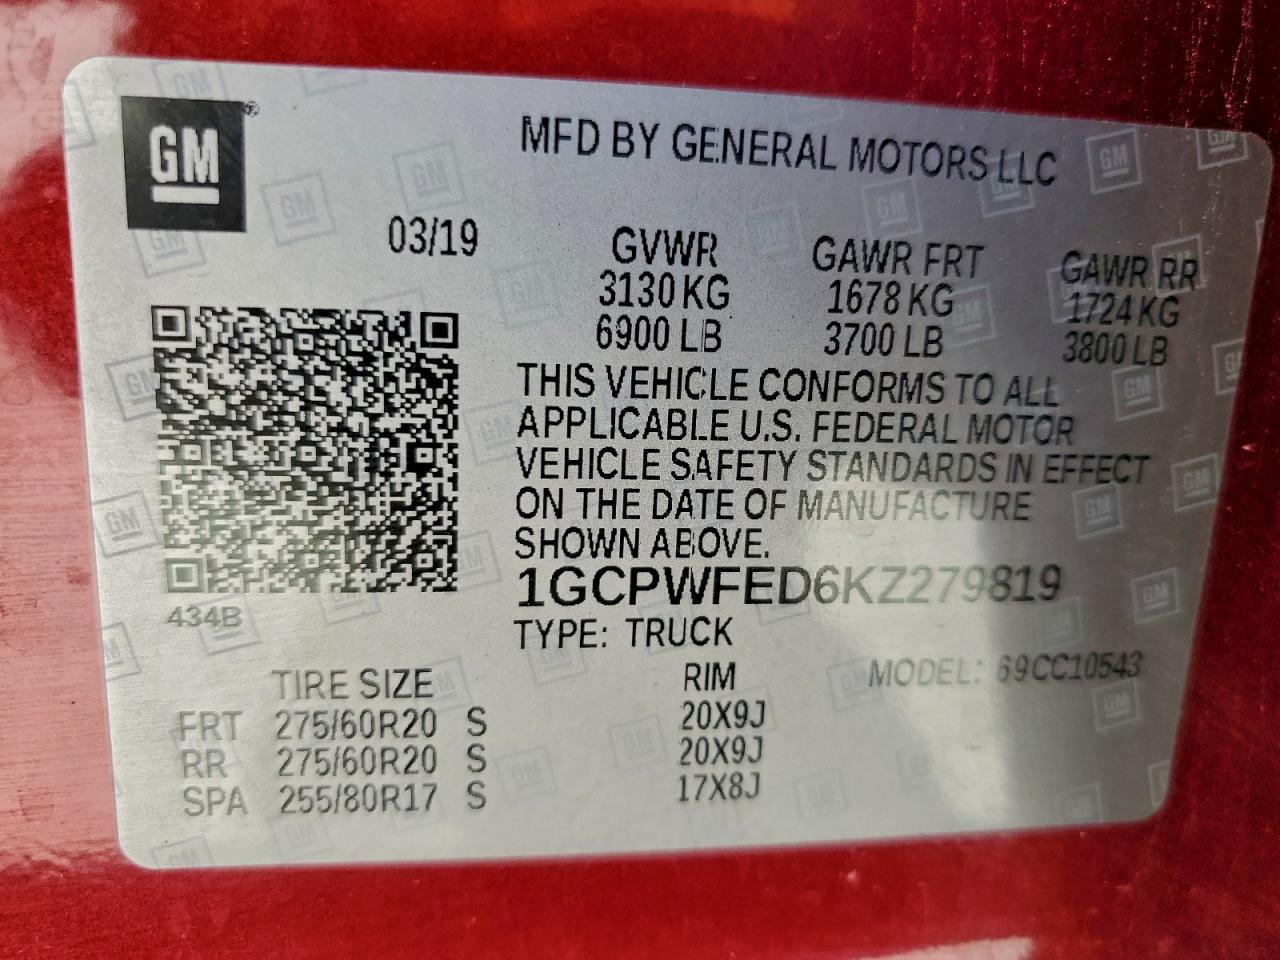 GM
MFD BY GENERAL MOTORS LLC
03/19
GVWR GAWR FRT GAWR RR
3130 KG 1678 KG 1724 KG
6900 LB 3700 LB 3800 LB
THIS VEHICLE CONFORMS TO ALL
APPLICABLE U.S. FEDERAL MOTOR
VEHICLE SAFETY STANDARDS IN EFFECT
ON THE DATE OF MANUFACTURE
SHOWN ABOVE.
1GCPWFED6KZ279819
434B
TYPE: TRUCK
MODEL: 69CC10543
TIRE SIZE RIM
FRT 275/60R20 S 20X9J
RR 275/60R20 S 20X9J
SPA 255/80R17 S 17X8J